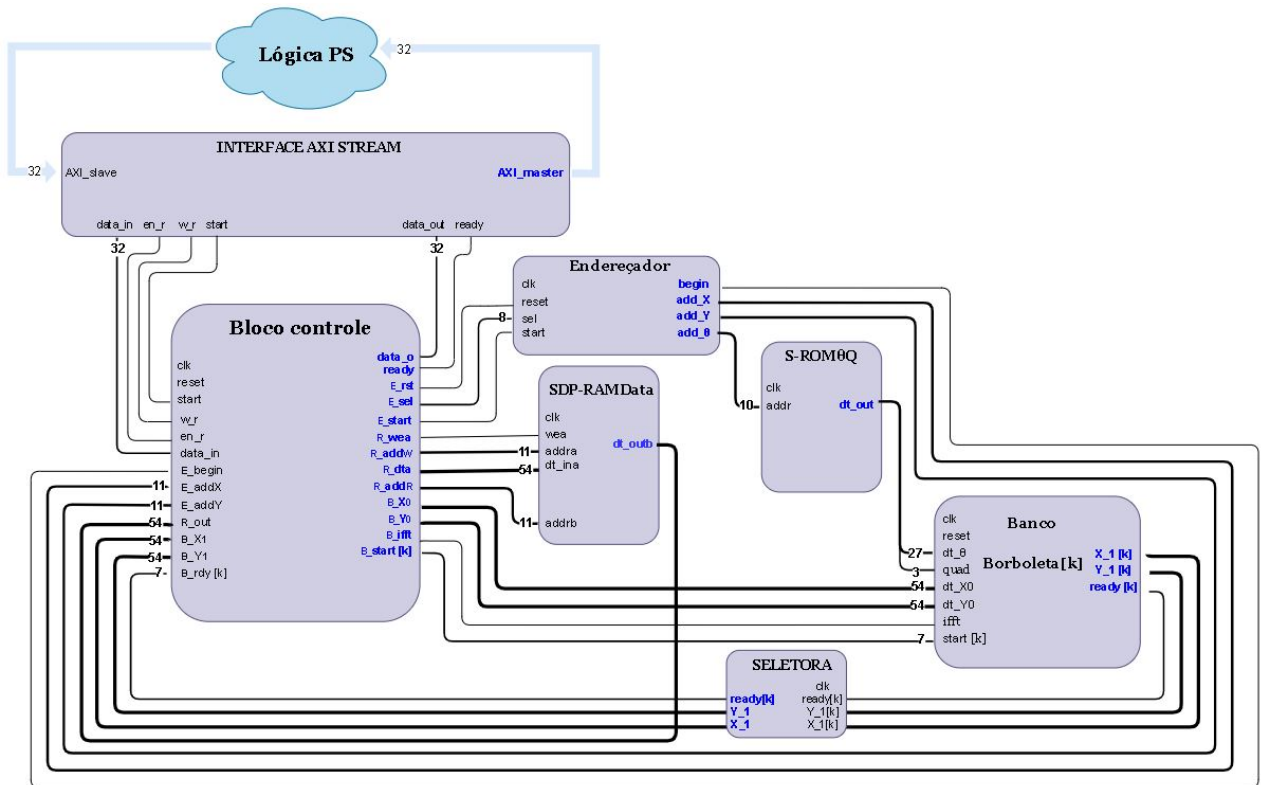 Lógica PS
32
32
INTERFACE AXI STREAM
AXI_slave
AXI_master
data_in en_r w_r start
data_out ready
32
32
Endereçador
clk
reset
8 sel
start
begin
add_X
add_Y
add_θ
Bloco controle
clk
reset
start
w_r
en_r
data_in
E_begin
11 E_addX
11 E_addY
54 R_out
54 B_X1
54 B_Y1
7 B_rdy [k]
data_o
ready
E_rst
E_sel
E_start
R_wea
R_addW
R_dta
R_addR
B_X0
B_Y0
B_ifft
B_start [k]
SDP-RAMData
clk
wea
11 addra
54 dt_ina
11 addrb
dt_outb
S-ROMθQ
clk
10 addr
dt_out
Banco
Borboleta[k]
clk
reset
27 dt_θ
3 quad
54 dt_X0
54 dt_Y0
ifft
7 start [k]
X_1 [k]
Y_1 [k]
ready [k]
SELETORA
clk
ready[k] ready[k]
Y_1 Y_1[k]
X_1 X_1[k]